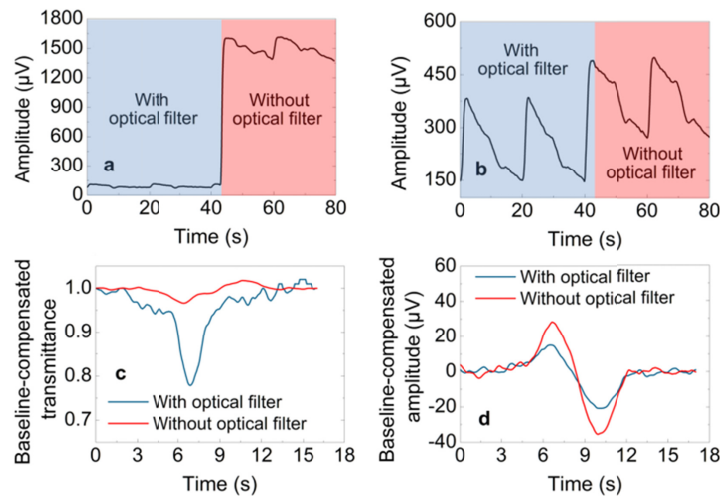 1800
1500
1200
900
600
300
0
Amplitude (µV)
With
optical filter
Without
optical filter
a
0 20 40 60 80
Time (s)
600
450
300
150
Amplitude (µV)
With
optical filter
Without
optical filter
b
0 20 40 60 80
Time (s)
1.0
0.9
0.8
0.7
Baseline-compensated
transmittance
c
With optical filter
Without optical filter
0 3 6 9 12 15 18
Time (s)
60
40
20
0
-20
-40
Baseline-compensated
amplitude (µV)
With optical filter
Without optical filter
d
0 3 6 9 12 15 18
Time (s)